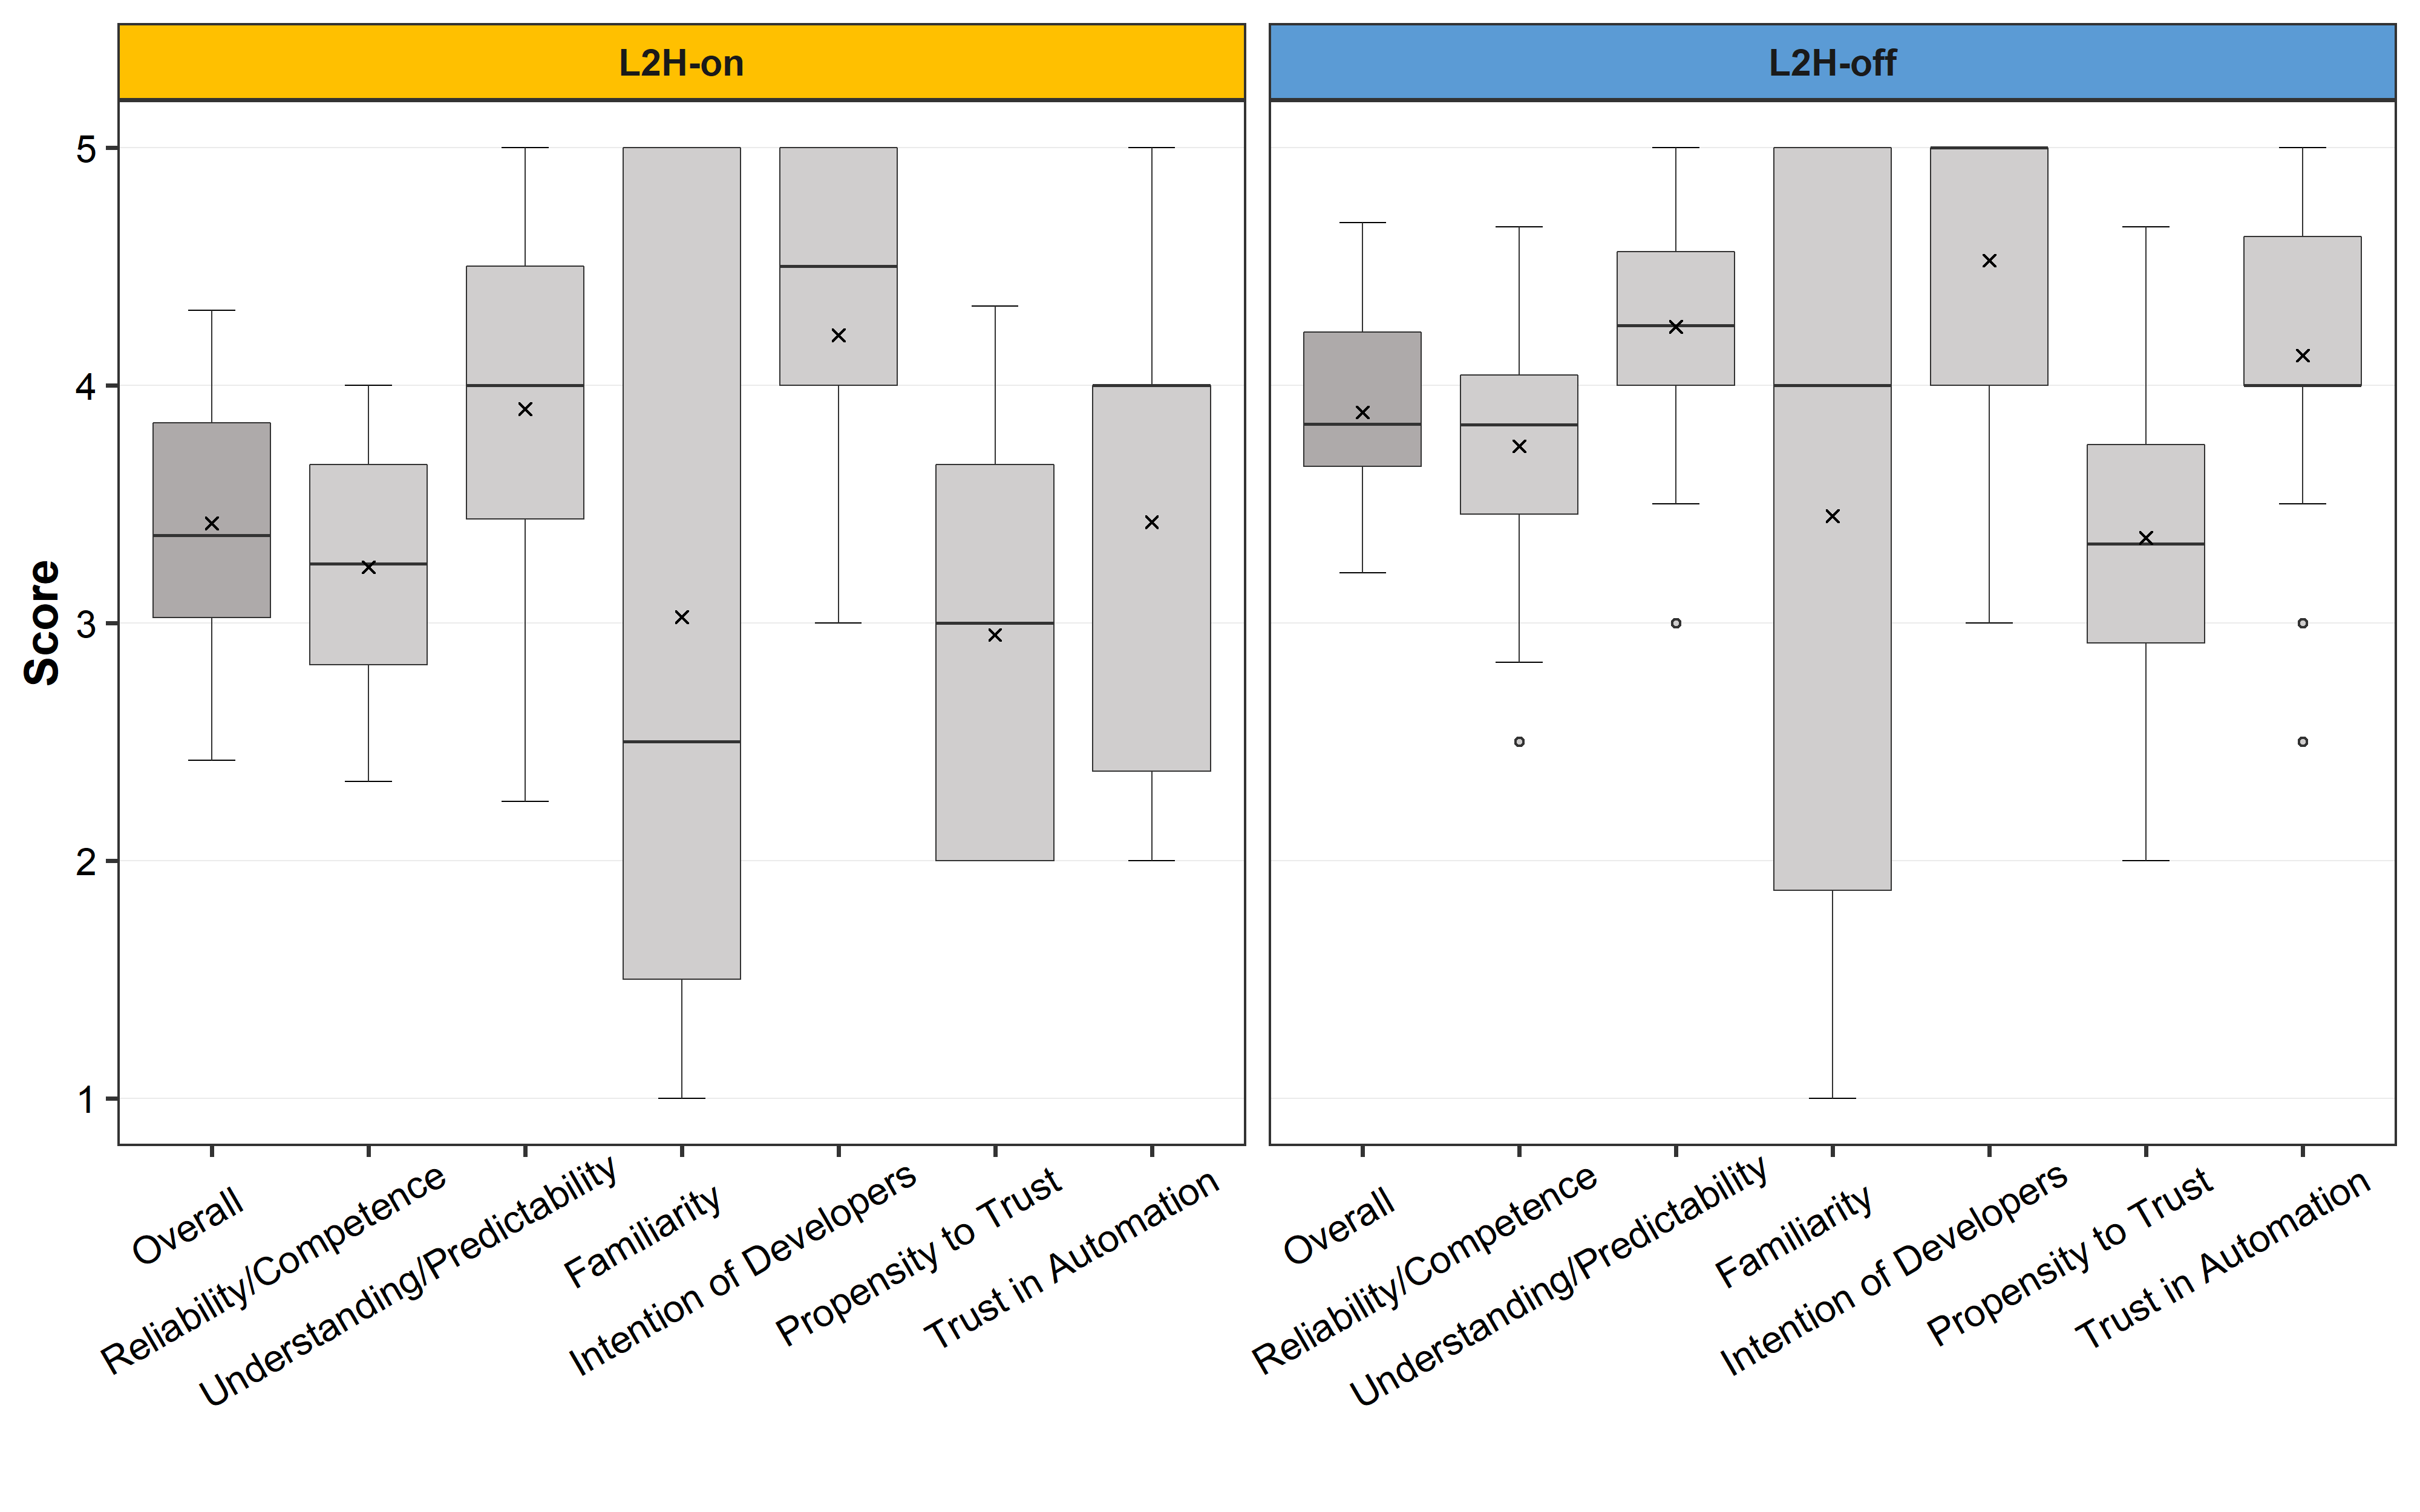 L2H-on
L2H-off
Score
5
4
3
2
1
Overall
Reliability/Competence
Understanding/Predictability
Familiarity
Intention of Developers
Propensity to Trust
Trust in Automation
Overall
Reliability/Competence
Understanding/Predictability
Familiarity
Intention of Developers
Propensity to Trust
Trust in Automation